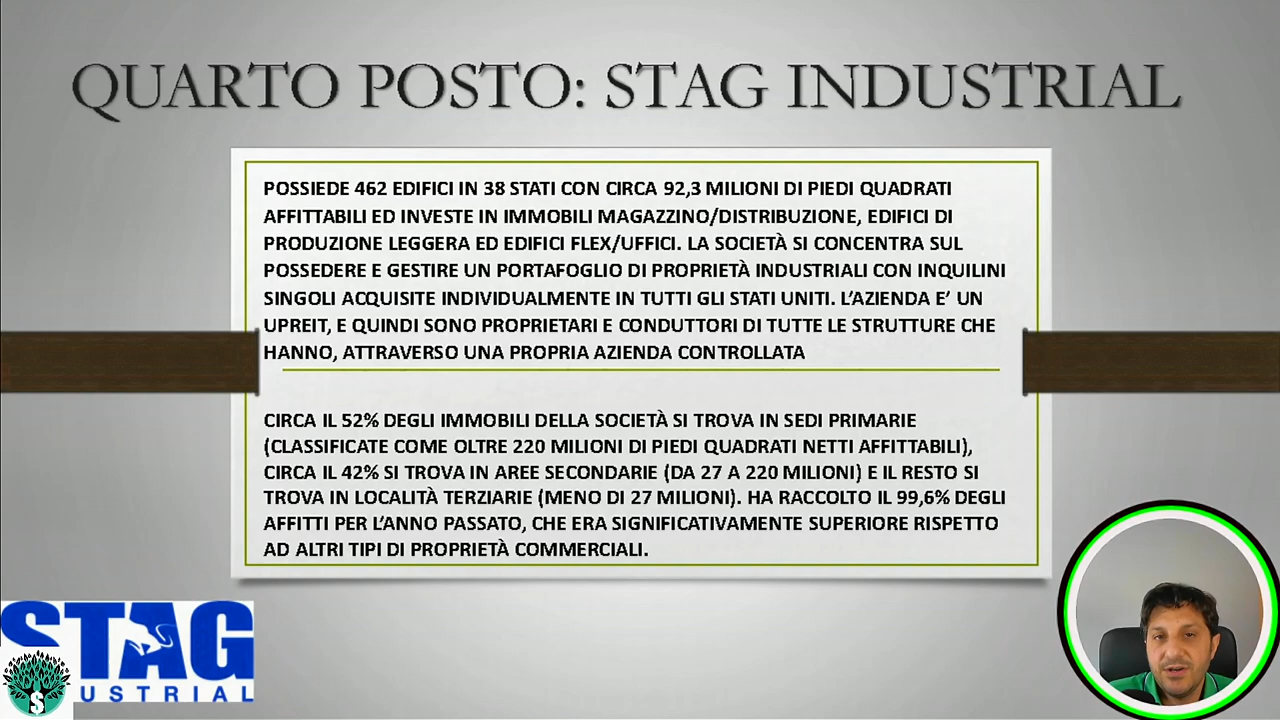 QUARTO POSTO: STAG INDUSTRIAL
POSSIEDE 462 EDIFICI IN 38 STATI CON CIRCA 92,3 MILIONI DI PIEDI QUADRATI
AFFITTABILI ED INVESTE IN IMMOBILI MAGAZZINO/DISTRIBUZIONE, EDIFICI DI
PRODUZIONE LEGGERA ED EDIFICI FLEX/UFFICI. LA SOCIETÀ SI CONCENTRA SUL
POSSEDERE E GESTIRE UN PORTAFOGLIO DI PROPRIETÀ INDUSTRIALI CON INQUILINI
SINGOLI ACQUISITE INDIVIDUALMENTE IN TUTTI GLI STATI UNITI. L'AZIENDA E' UN
UPREIT, E QUINDI SONO PROPRIETARI E CONDUTTORI DI TUTTE LE STRUTTURE CHE
HANNO, ATTRAVERSO UNA PROPRIA AZIENDA CONTROLLATA
CIRCA IL 52% DEGLI IMMOBILI DELLA SOCIETÀ SI TROVA IN SEDI PRIMARIE
(CLASSIFICATE COME OLTRE 220 MILIONI DI PIEDI QUADRATI NETTI AFFITTABILI),
CIRCA IL 42% SI TROVA IN AREE SECONDARIE (DA 27 A 220 MILIONI) E IL RESTO SI
TROVA IN LOCALITÀ TERZIARIE (MENO DI 27 MILIONI). HA RACCOLTO IL 99,6% DEGLI
AFFITTI PER L'ANNO PASSATO, CHE ERA SIGNIFICATIVAMENTE SUPERIORE RISPETTO
AD ALTRI TIPI DI PROPRIETÀ COMMERCIALI.
STAG
USTRIAL
$